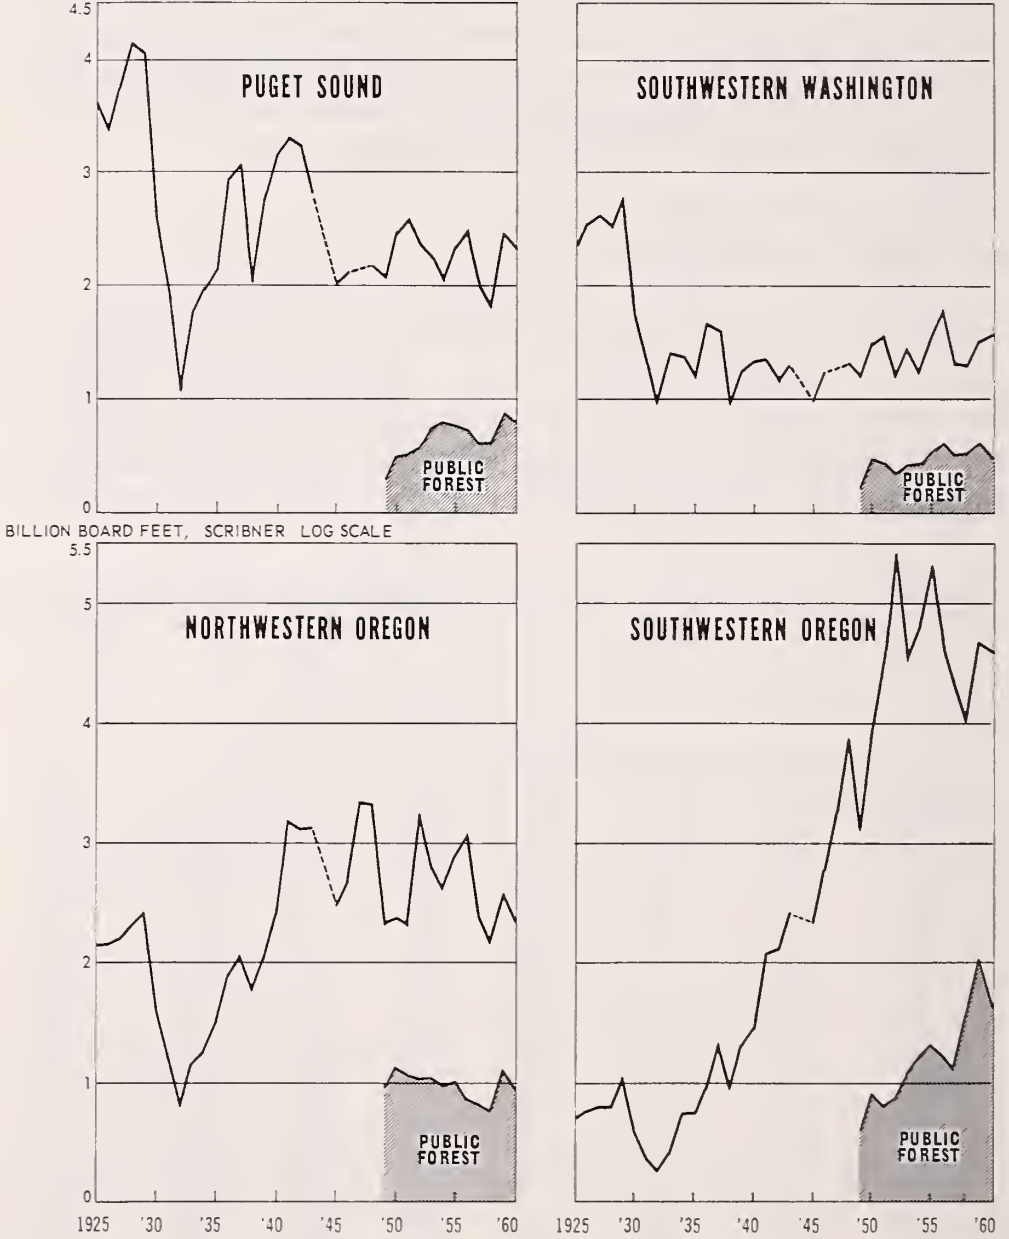 4.5
4
PUGET SOUND
3
2
1
PUBLIC
FOREST
0
SOUTHWESTERN WASHINGTON
PUBLIC
FOREST
BILLION BOARD FEET, SCRIBNER LOG SCALE
5.5
5
NORTHWESTERN OREGON
4
3
2
1
PUBLIC
FOREST
0
1925 '30 '35 '40 '45 '50 '55 '60
SOUTHWESTERN OREGON
PUBLIC
FOREST
1925 '30 '35 '40 '45 '50 '55 '60